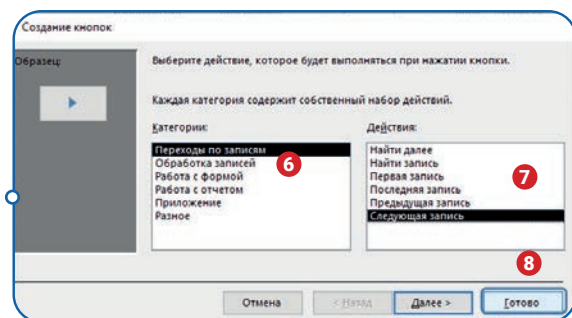 Создание кнопок
Образец:
Выберите действие, которое будет выполняться при нажатии кнопки.
Каждая категория содержит собственный набор действий.
Категории:
Действия:
Переходы по записям
Обработка записей
Работа с формой
Работа с отчетом
Приложение
Разное
6
Найти далее
Найти запись
Первая запись
Последняя запись
Предыдущая запись
Следующая запись
7
8
Отмена
< Назад
Далее >
Готово